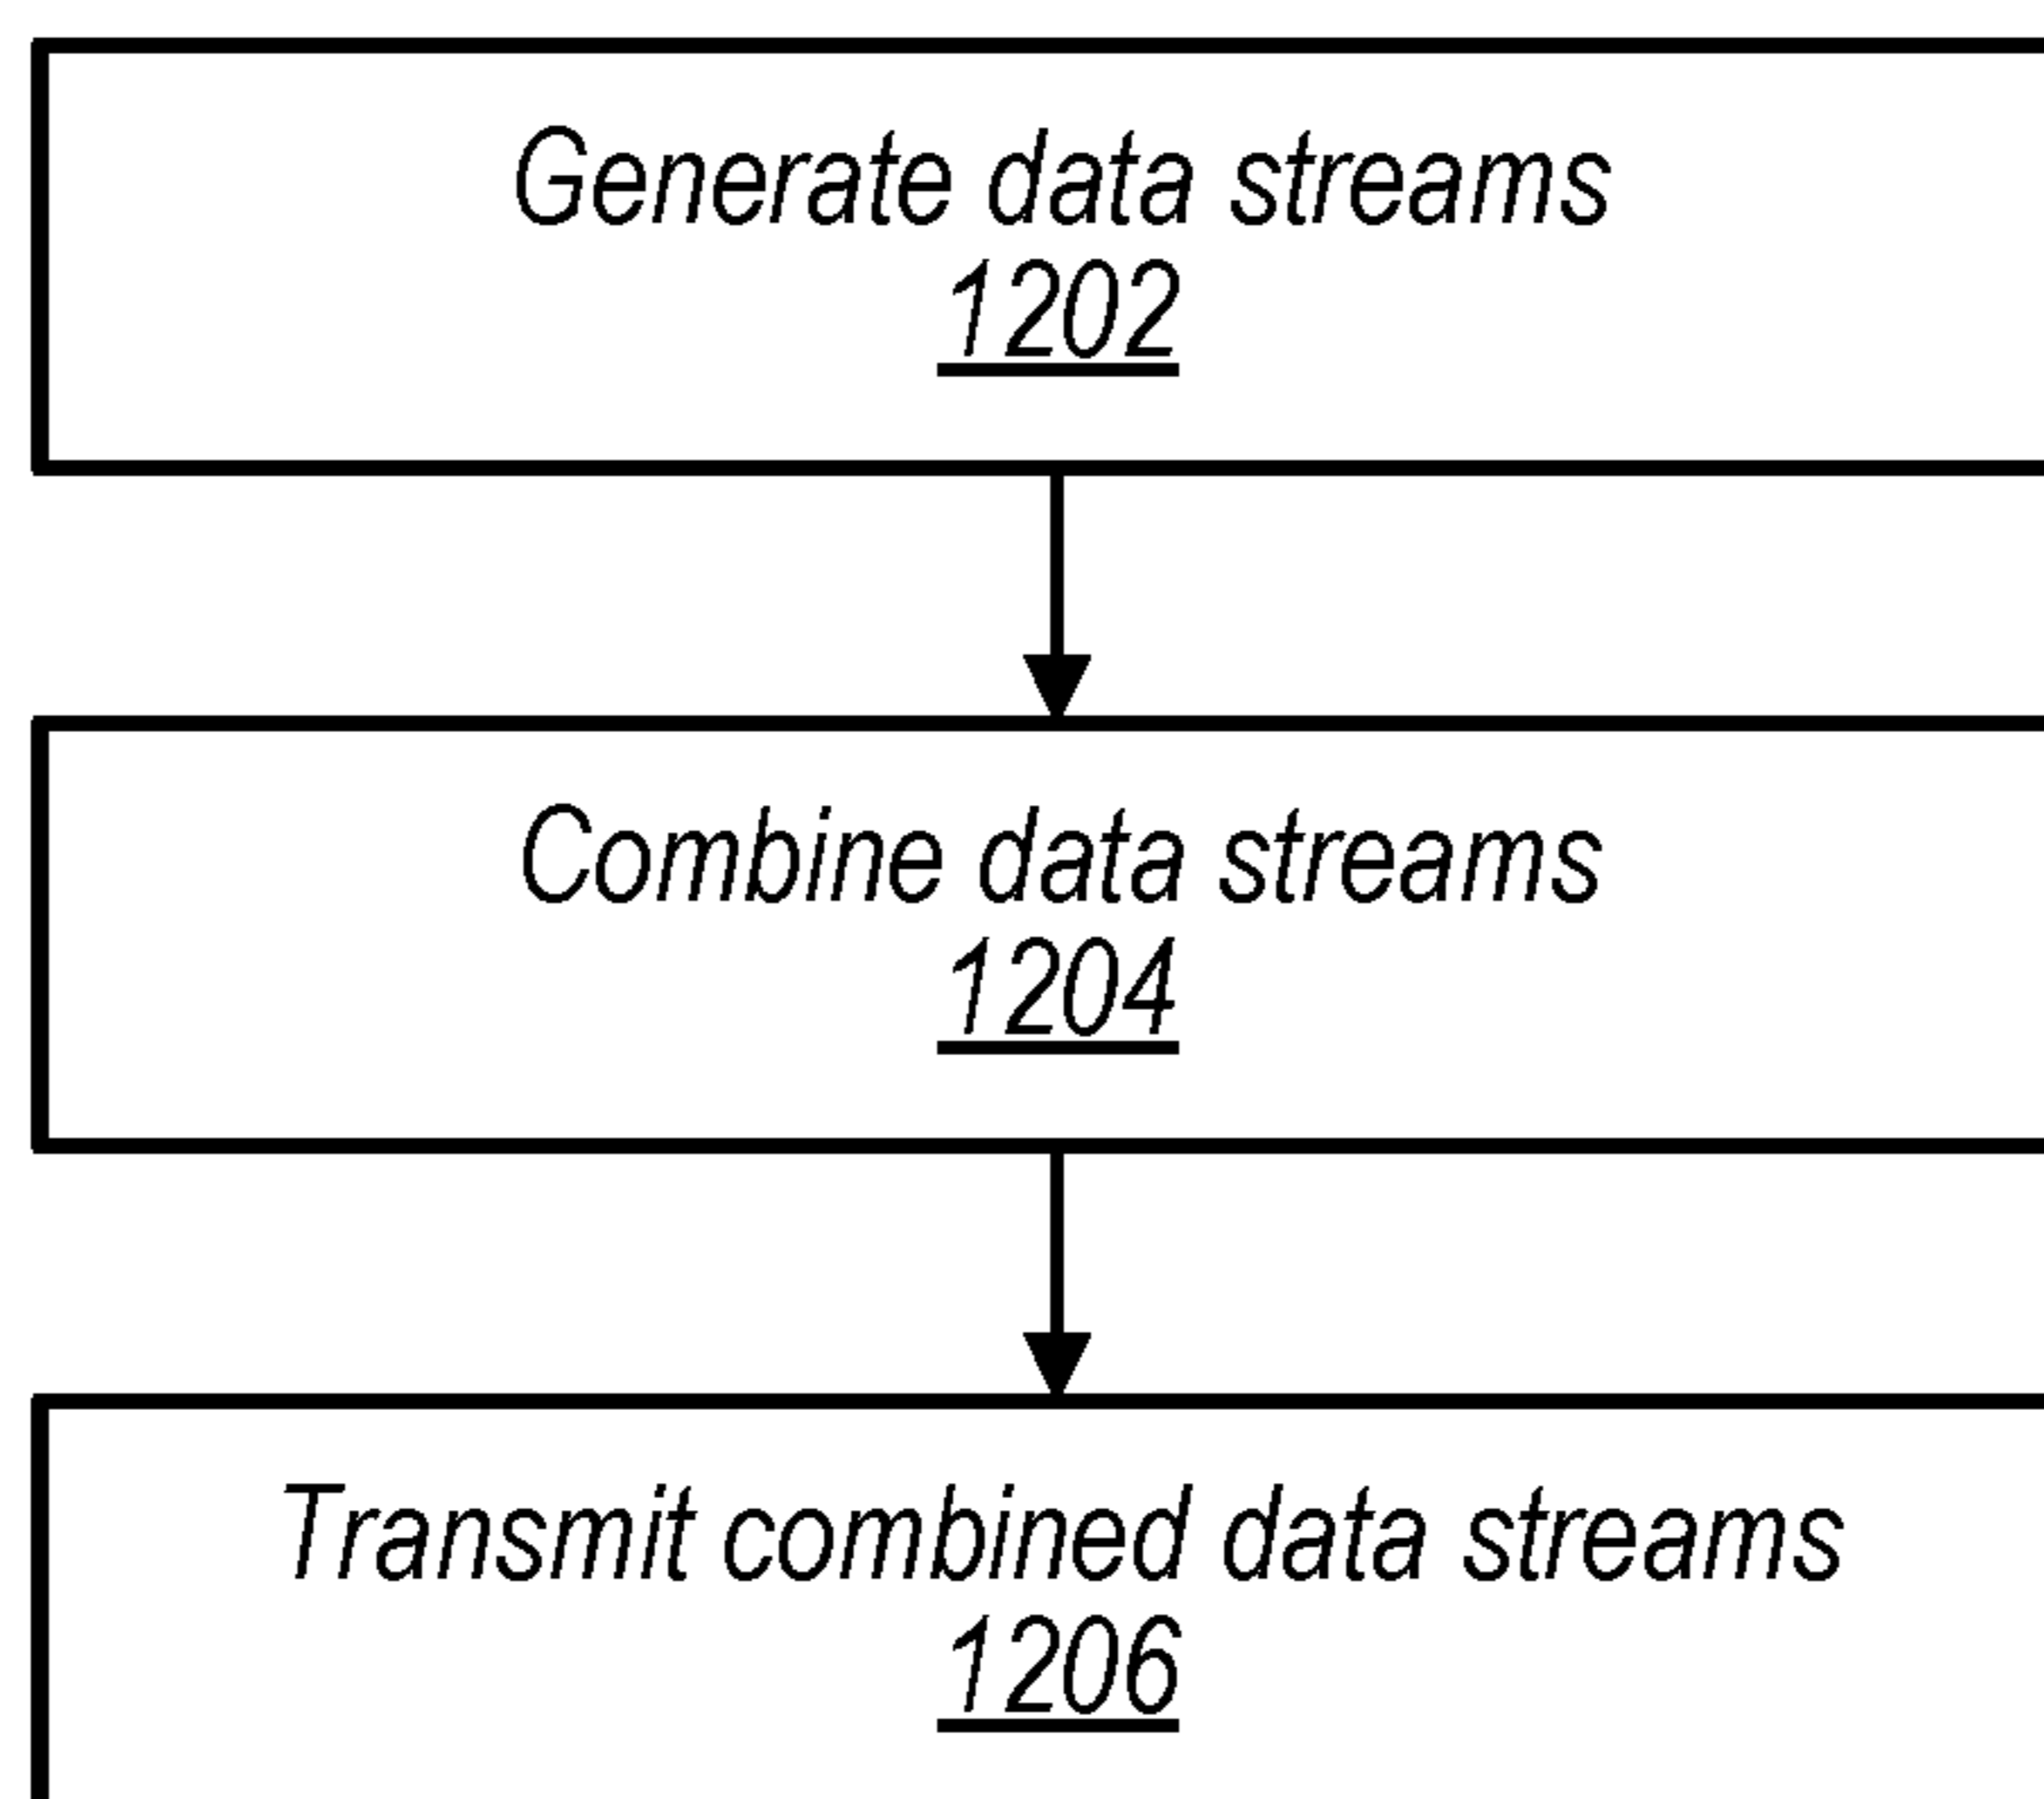 Generate data streams
1202
Combine data streams
1204
Transmit combined data streams
1206